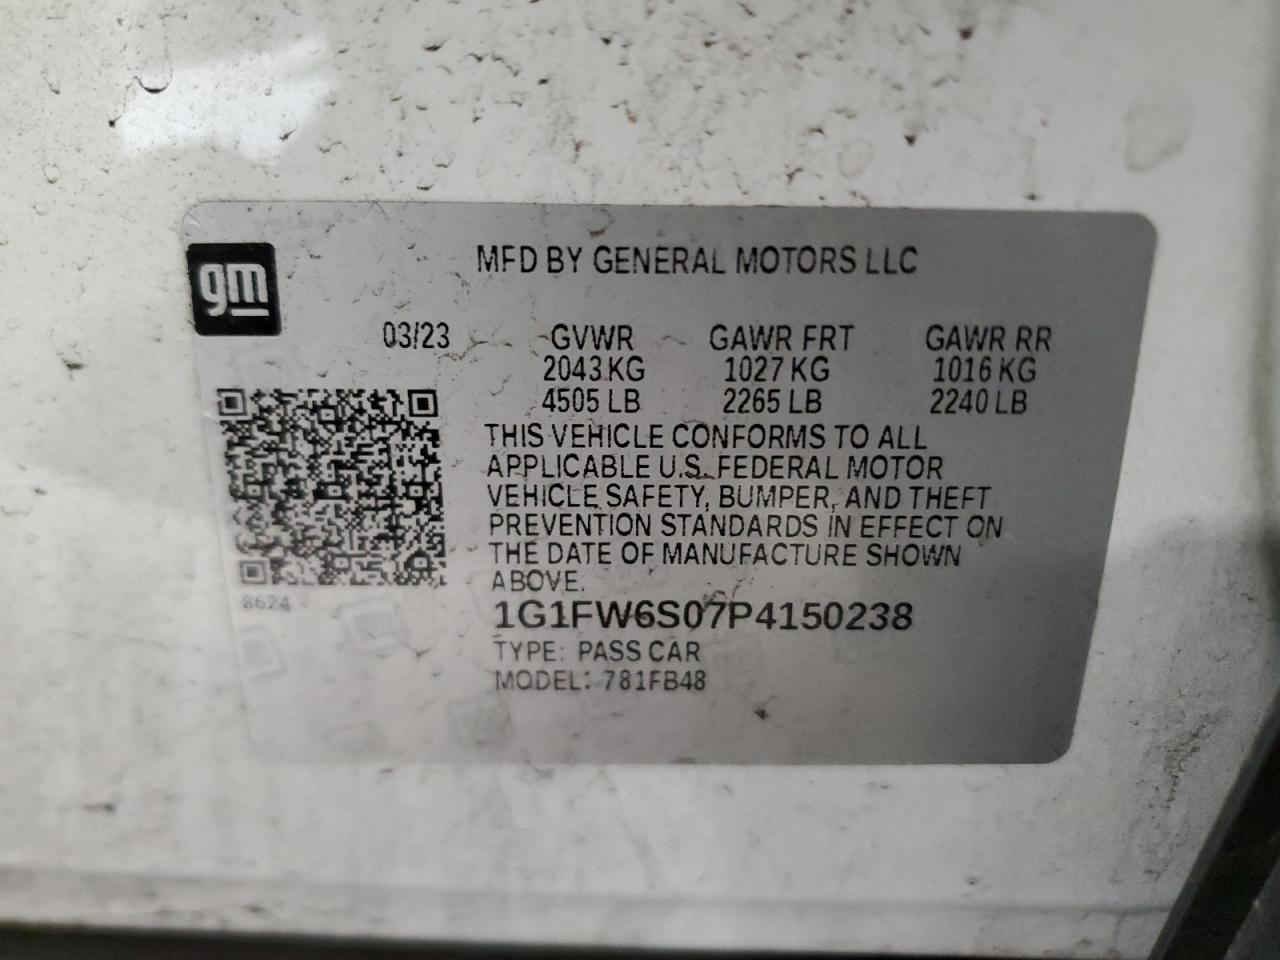 gm
MFD BY GENERAL MOTORS LLC
03/23 GVWR GAWR FRT GAWR RR
2043 KG 1027 KG 1016 KG
4505 LB 2265 LB 2240 LB
THIS VEHICLE CONFORMS TO ALL
APPLICABLE U.S. FEDERAL MOTOR
VEHICLE SAFETY, BUMPER, AND THEFT
PREVENTION STANDARDS IN EFFECT ON
THE DATE OF MANUFACTURE SHOWN
ABOVE.
8624
1G1FW6S07P4150238
TYPE: PASS CAR
MODEL: 781FB48